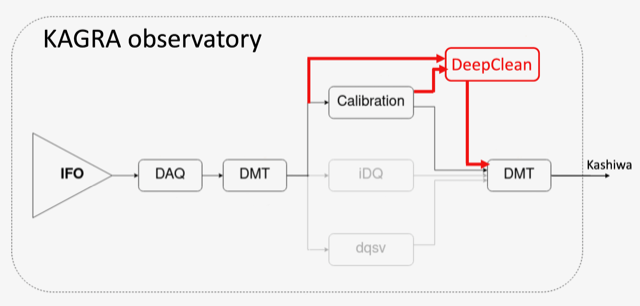 KAGRA observatory
DeepClean
Calibration
IFO
DAQ
DMT
iDQ
DMT
Kashiwa
dqsv